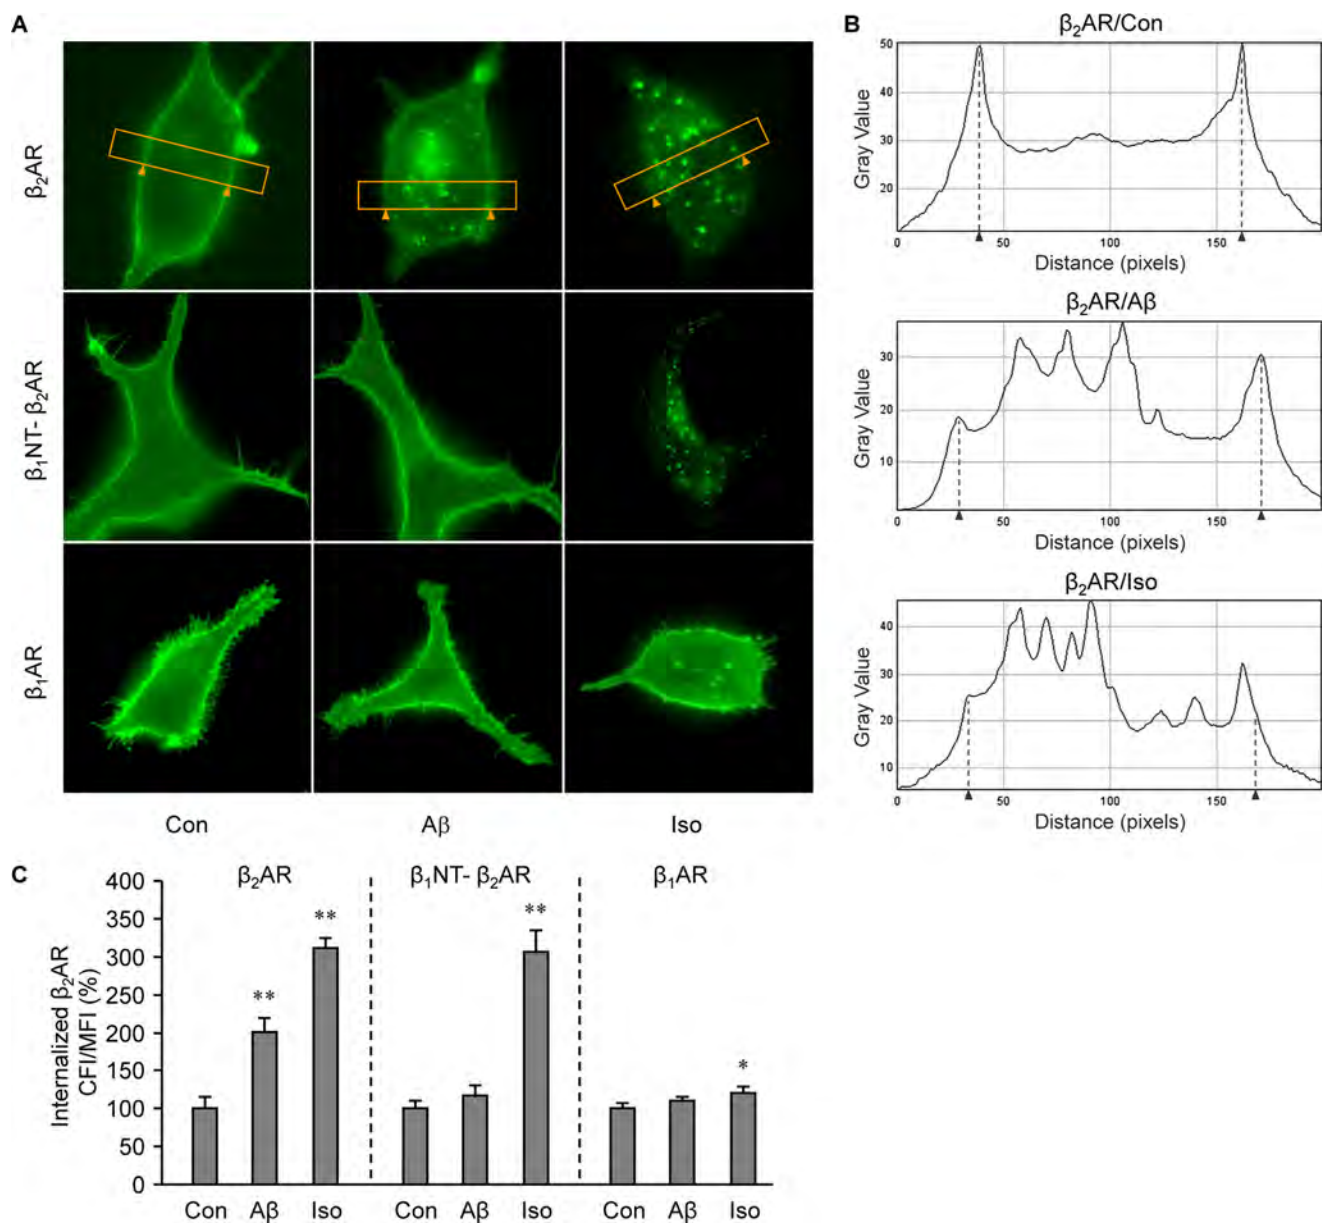 A
β₂AR
β₁NT- β₂AR
β₁AR
Con Aβ Iso
B
β₂AR/Con
Gray Value
50
40
30
20
0 50 100 150
Distance (pixels)
β₂AR/Aβ
Gray Value
30
20
10
0 50 100 150
Distance (pixels)
β₂AR/Iso
Gray Value
40
30
20
10
0 50 100 150
Distance (pixels)
C
β₂AR β₁NT- β₂AR β₁AR
Internalized β₂AR
CFI/MFI (%)
400
350
300
250
200
150
100
50
0
** ** ** *
Con Aβ Iso Con Aβ Iso Con Aβ Iso